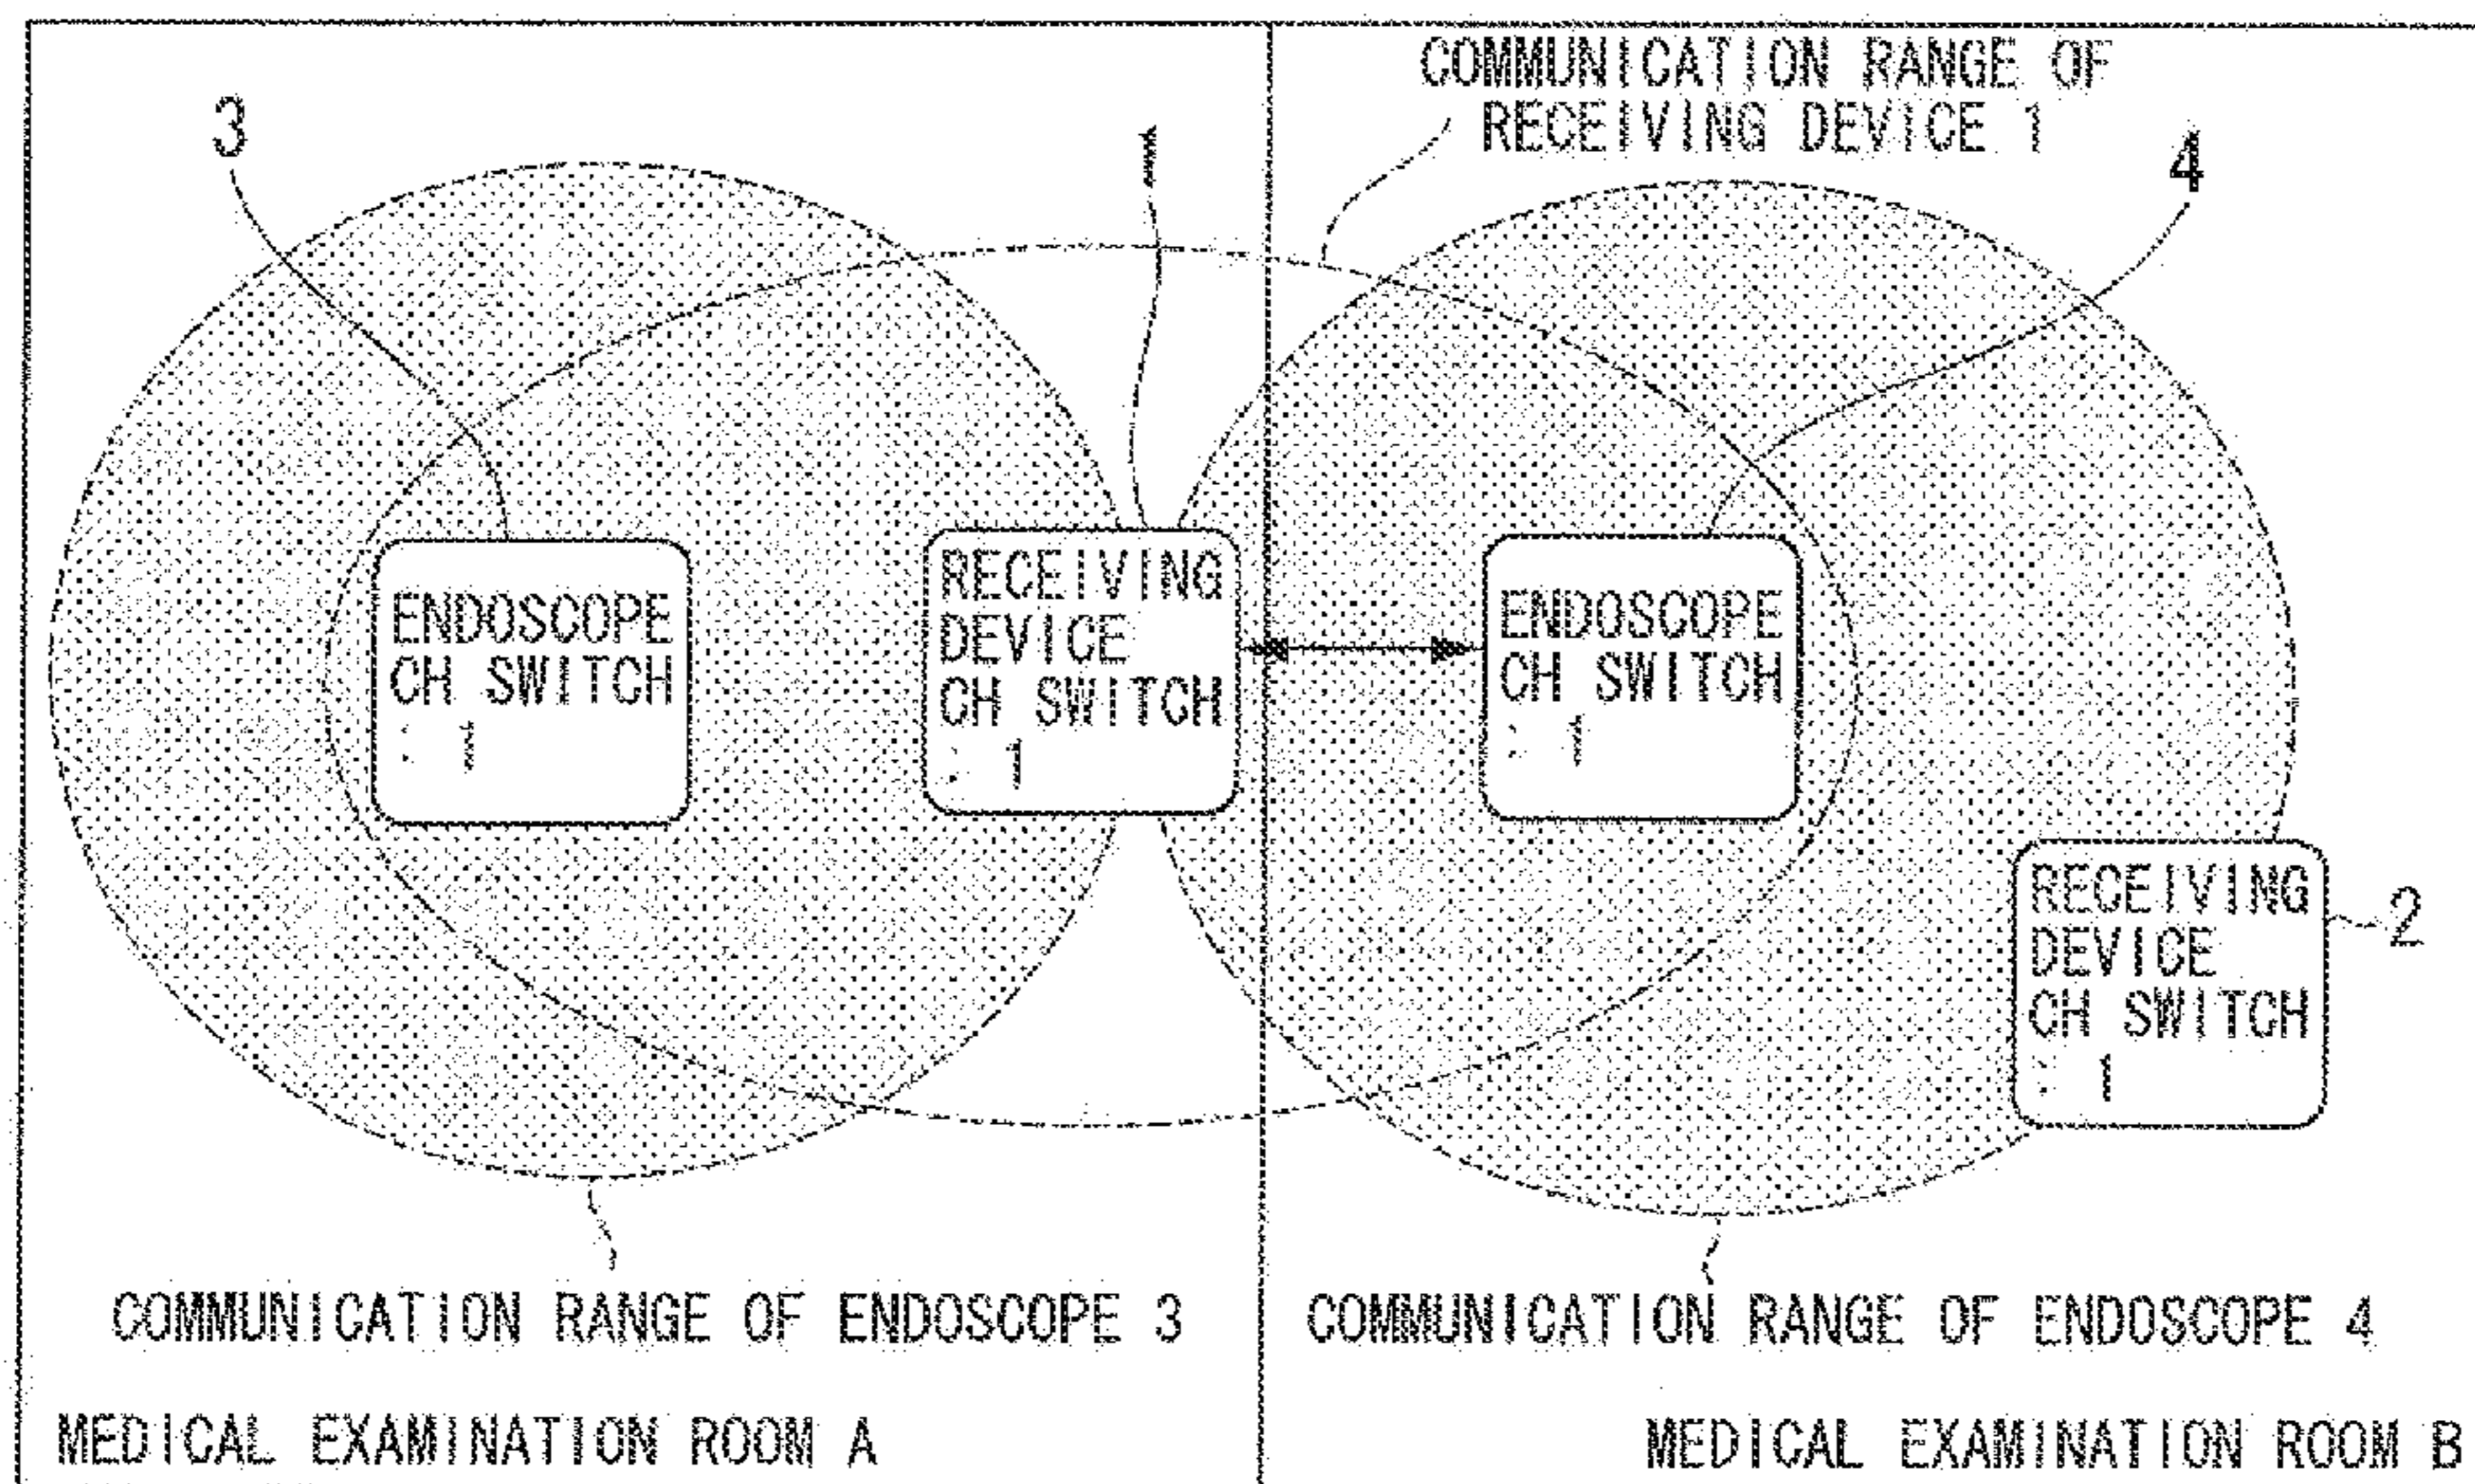 COMMUNICATION RANGE OF
RECEIVING DEVICE 1
3
1
4
ENDOSCOPE
CH SWITCH
: 1
RECEIVING
DEVICE
CH SWITCH
: 1
ENDOSCOPE
CH SWITCH
: 1
RECEIVING
DEVICE
CH SWITCH
: 1
2
COMMUNICATION RANGE OF ENDOSCOPE 3
COMMUNICATION RANGE OF ENDOSCOPE 4
MEDICAL EXAMINATION ROOM A
MEDICAL EXAMINATION ROOM B